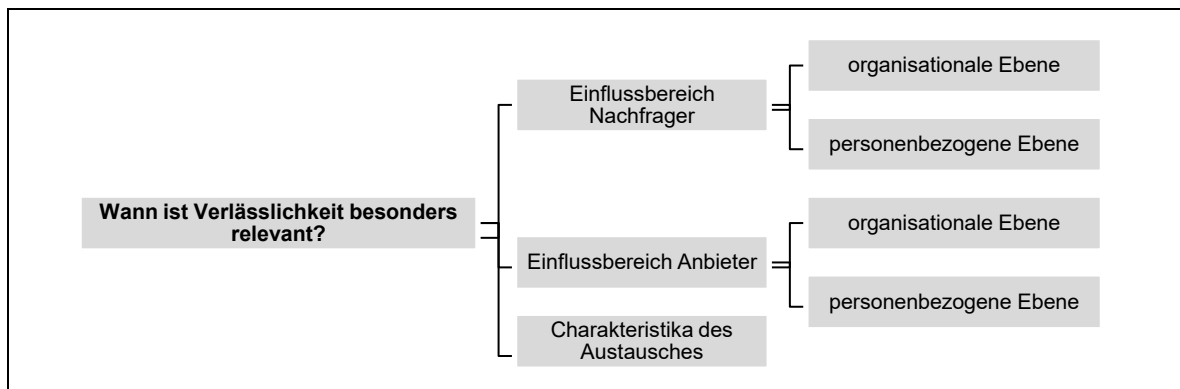 Wann ist Verlässlichkeit besonders
relevant?
Einflussbereich
Nachfrager
organisationale Ebene
personenbezogene Ebene
Einflussbereich Anbieter
organisationale Ebene
personenbezogene Ebene
Charakteristika des
Austausches